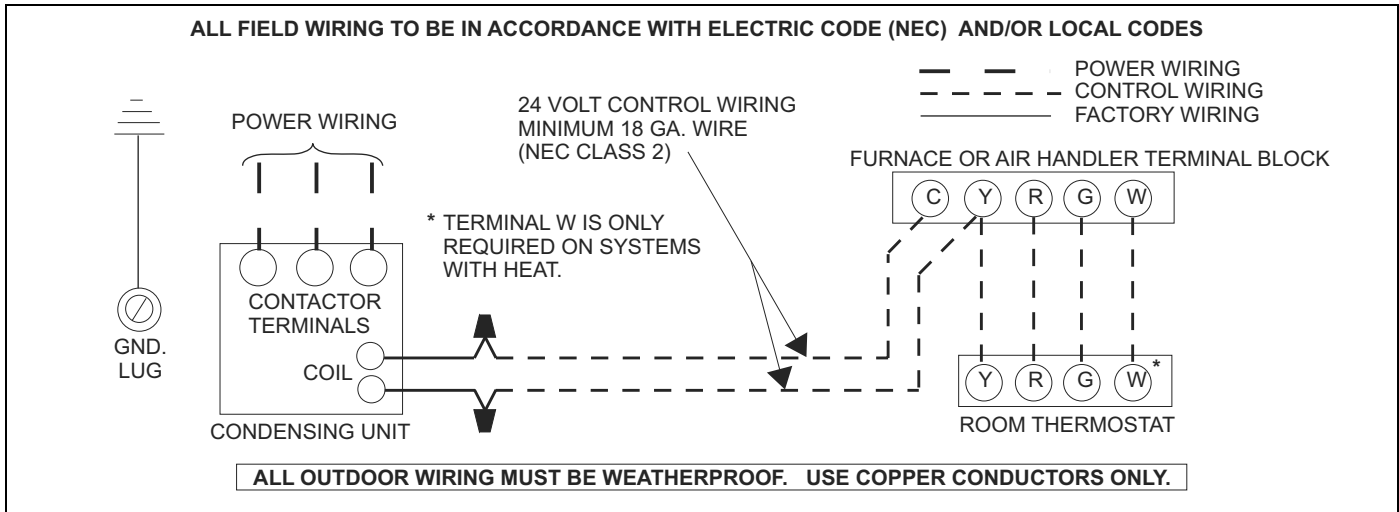 ALL FIELD WIRING TO BE IN ACCORDANCE WITH ELECTRIC CODE (NEC) AND/OR LOCAL CODES
POWER WIRING
CONTROL WIRING
FACTORY WIRING
24 VOLT CONTROL WIRING
MINIMUM 18 GA. WIRE
(NEC CLASS 2)
POWER WIRING
FURNACE OR AIR HANDLER TERMINAL BLOCK
C Y R G W
* TERMINAL W IS ONLY
REQUIRED ON SYSTEMS
WITH HEAT.
CONTACTOR
TERMINALS
GND.
LUG
COIL
Y R G W *
ROOM THERMOSTAT
CONDENSING UNIT
ALL OUTDOOR WIRING MUST BE WEATHERPROOF. USE COPPER CONDUCTORS ONLY.